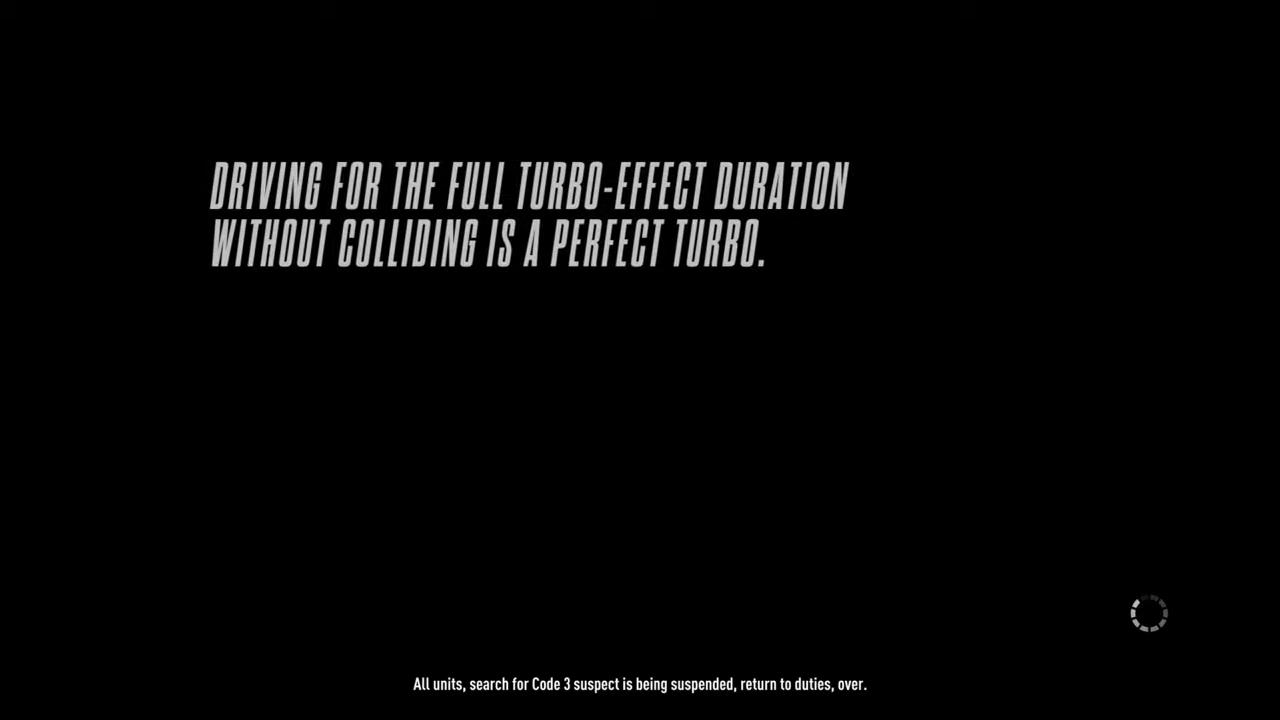 DRIVING FOR THE FULL TURBO-EFFECT DURATION
WITHOUT COLLIDING IS A PERFECT TURBO.
All units, search for Code 3 suspect is being suspended, return to duties, over.